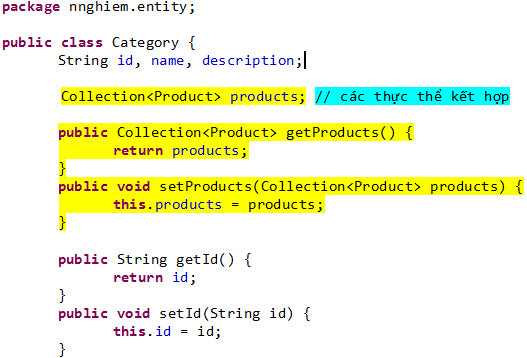 package nnghiem.entity;
public class Category {
String id, name, description;
Collection<Product> products; // các thực thể kết hợp
public Collection<Product> getProducts() {
return products;
}
public void setProducts(Collection<Product> products) {
this.products = products;
}
public String getId() {
return id;
}
public void setId(String id) {
this.id = id;
}